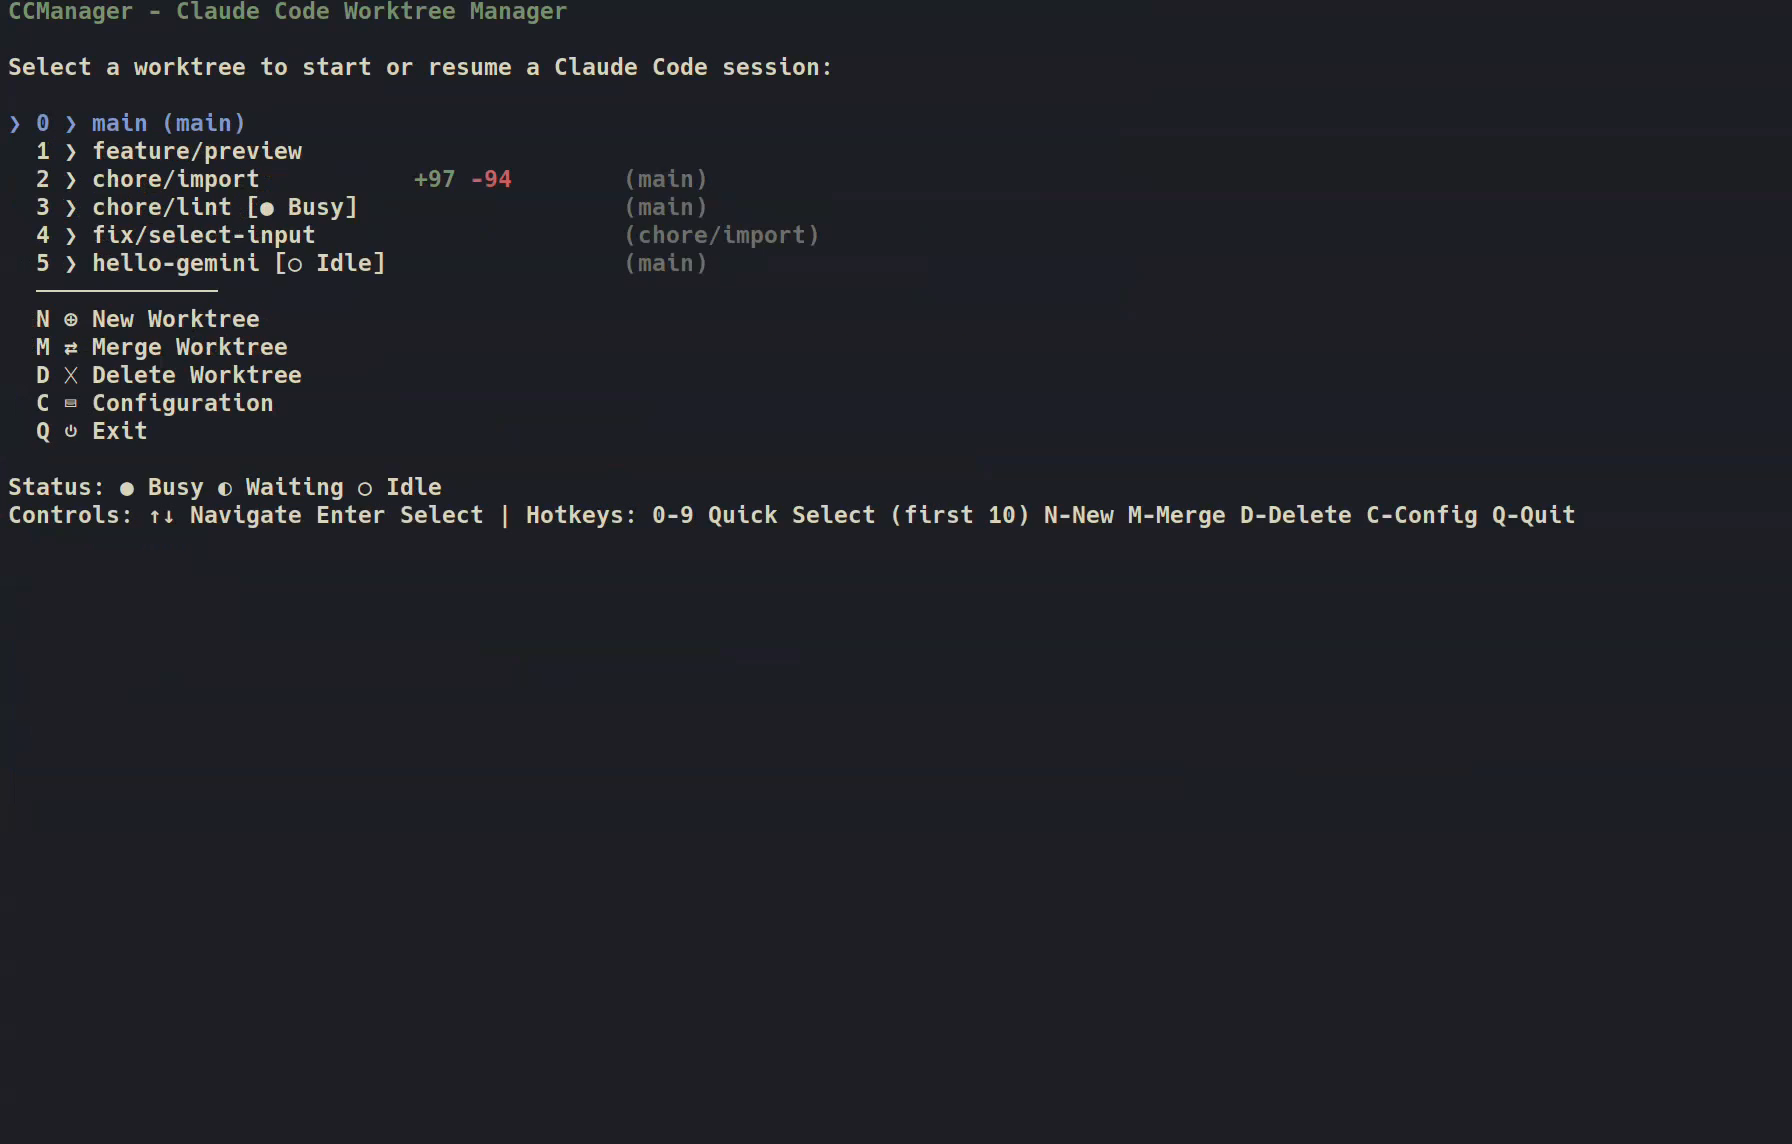 CCManager - Claude Code Worktree Manager
Select a worktree to start or resume a Claude Code session:
❯ 0 ❯ main (main)
1 ❯ feature/preview
2 ❯ chore/import +97 -94 (main)
3 ❯ chore/lint [● Busy] (main)
4 ❯ fix/select-input (chore/import)
5 ❯ hello-gemini [○ Idle] (main)
─────────────
N ⊕ New Worktree
M ⇄ Merge Worktree
D ╳ Delete Worktree
C ⌨ Configuration
Q ⏻ Exit
Status: ● Busy ◐ Waiting ○ Idle
Controls: ↑↓ Navigate Enter Select | Hotkeys: 0-9 Quick Select (first 10) N-New M-Merge D-Delete C-Config Q-Quit